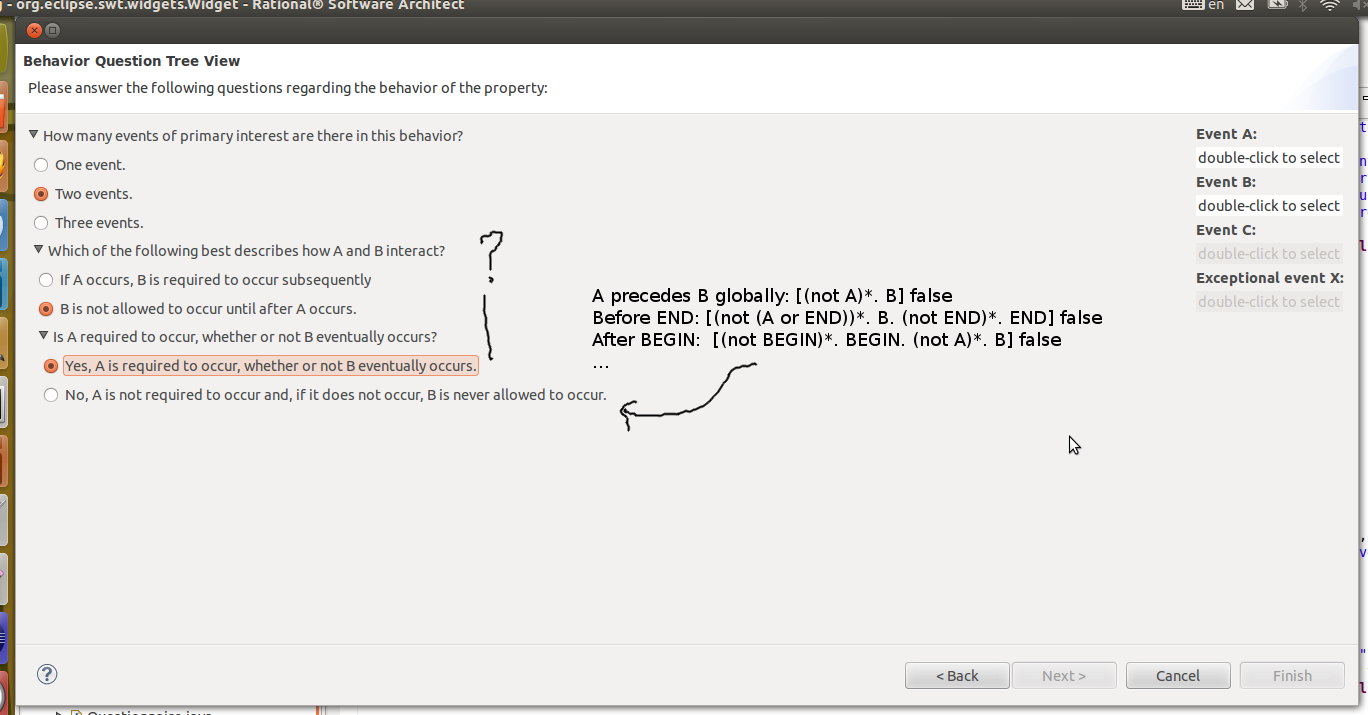 - org.eclipse.swt.widgets.Widget - Rational® Software Architect
en
Behavior Question Tree View
Please answer the following questions regarding the behavior of the property:
How many events of primary interest are there in this behavior?
One event.
Two events.
Three events.
Which of the following best describes how A and B interact?
If A occurs, B is required to occur subsequently
B is not allowed to occur until after A occurs.
Is A required to occur, whether or not B eventually occurs?
Yes, A is required to occur, whether or not B eventually occurs.
No, A is not required to occur and, if it does not occur, B is never allowed to occur.
?
A precedes B globally: [(not A)*. B] false
Before END: [(not (A or END))*. B. (not END)*. END] false
After BEGIN: [(not BEGIN)*. BEGIN. (not A)*. B] false
...
Event A:
double-click to select
Event B:
double-click to select
Event C:
double-click to select
Exceptional event X:
double-click to select
?
< Back
Next >
Cancel
Finish